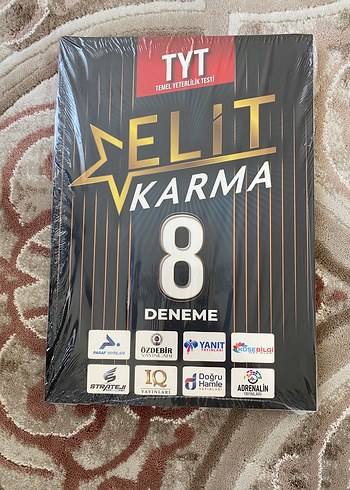 TYT
TEMEL YETERLİLİK TESTİ
ELİT
KARMA
8
DENEME
PARAF YAYINLARI
ÖZDEBİR
YAYINLARI
YANIT
YAYINLARI
KÖŞEBİLGİ
STRATEJİ
IQ
YAYINLARI
Doğru
Hamle
YAYINLARI
ADRENALİN
YAYINLARI